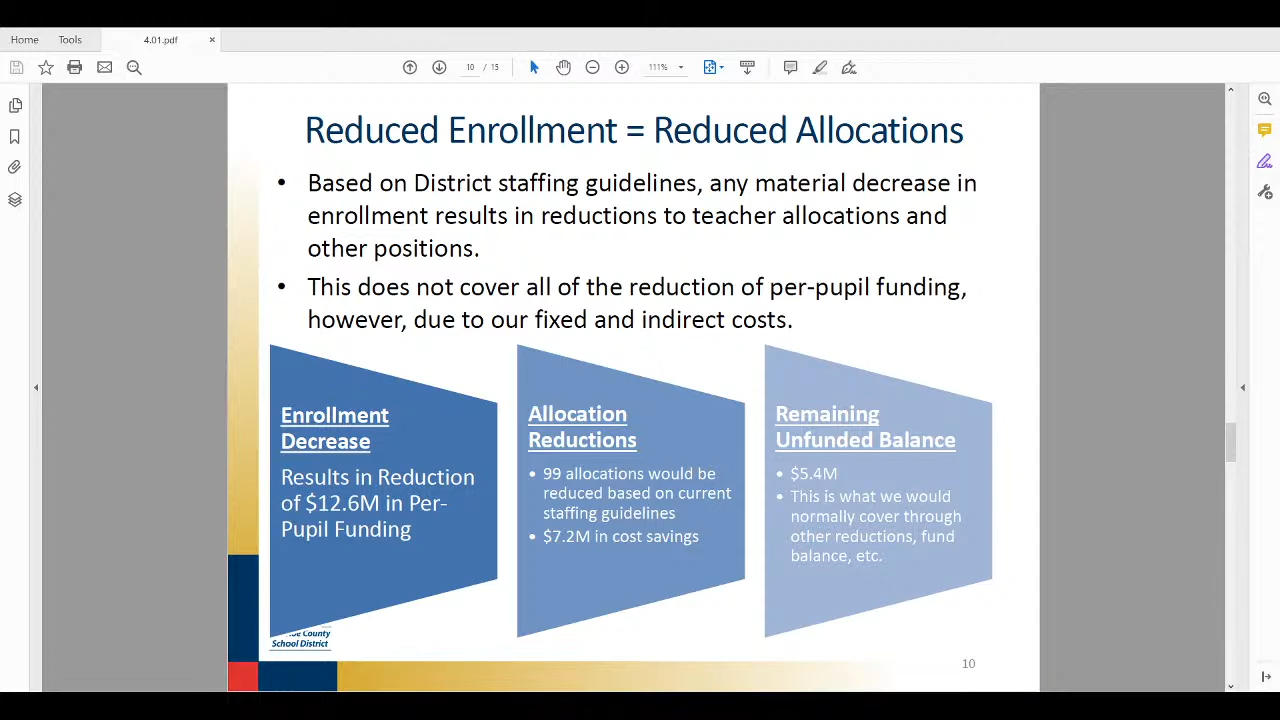 Home Tools 4.01.pdf ×
10 / 15 111%
Reduced Enrollment = Reduced Allocations
• Based on District staffing guidelines, any material decrease in
enrollment results in reductions to teacher allocations and
other positions.
• This does not cover all of the reduction of per-pupil funding,
however, due to our fixed and indirect costs.
Enrollment
Decrease
Results in Reduction
of $12.6M in Per-
Pupil Funding
Allocation
Reductions
• 99 allocations would be
reduced based on current
staffing guidelines
• $7.2M in cost savings
Remaining
Unfunded Balance
• $5.4M
• This is what we would
normally cover through
other reductions, fund
balance, etc.
County
School District
10